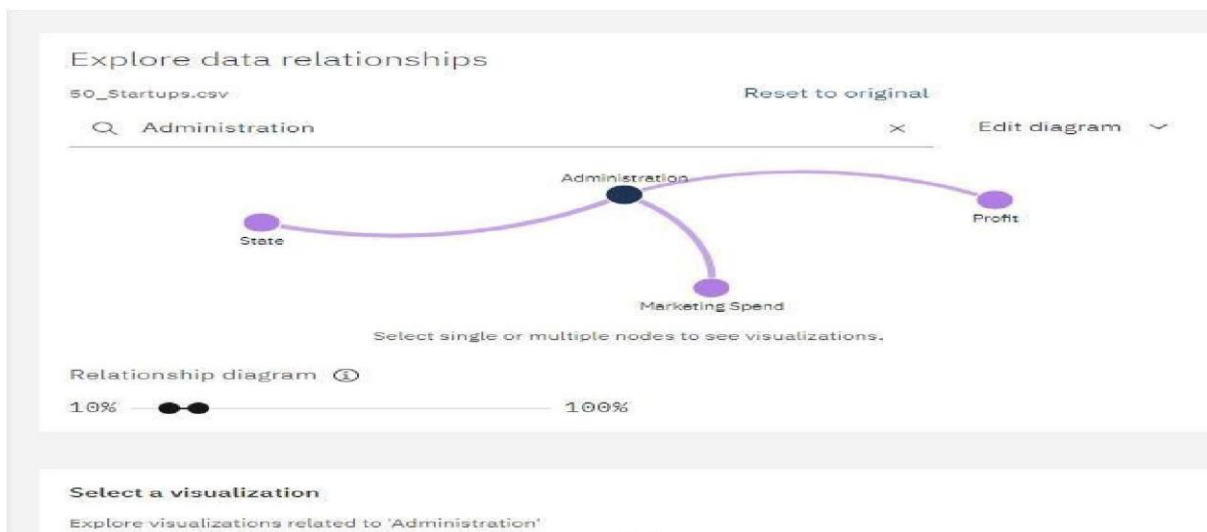 Explore data relationships
50_Startups.csv
Reset to original
Administration
×
Edit diagram
Administration
State
Profit
Marketing Spend
Select single or multiple nodes to see visualizations.
Relationship diagram
10%
100%
Select a visualization
Explore visualizations related to 'Administration'